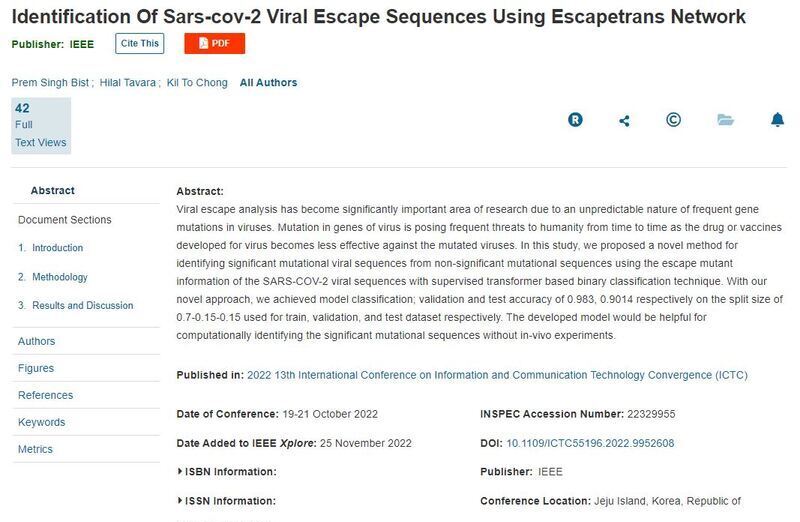 Identification Of Sars-cov-2 Viral Escape Sequences Using Escapetrans Network
Publisher: IEEE
Cite This
PDF
Prem Singh Bist ; Hilal Tavara ; Kil To Chong All Authors
42
Full
Text Views
R
©
Abstract
Document Sections
1. Introduction
2. Methodology
3. Results and Discussion
Authors
Figures
References
Keywords
Metrics
Abstract:
Viral escape analysis has become significantly important area of research due to an unpredictable nature of frequent gene
mutations in viruses. Mutation in genes of virus is posing frequent threats to humanity from time to time as the drug or vaccines
developed for virus becomes less effective against the mutated viruses. In this study, we proposed a novel method for
identifying significant mutational viral sequences from non-significant mutational sequences using the escape mutant
information of the SARS-COV-2 viral sequences with supervised transformer based binary classification technique. With our
novel approach, we achieved model classification; validation and test accuracy of 0.983, 0.9014 respectively on the split size of
0.7-0.15-0.15 used for train, validation, and test dataset respectively. The developed model would be helpful for
computationally identifying the significant mutational sequences without in-vivo experiments.
Published in: 2022 13th International Conference on Information and Communication Technology Convergence (ICTC)
Date of Conference: 19-21 October 2022
INSPEC Accession Number: 22329955
Date Added to IEEE Xplore: 25 November 2022
DOI: 10.1109/ICTC55196.2022.9952608
ISBN Information:
Publisher: IEEE
ISSN Information:
Conference Location: Jeju Island, Korea, Republic of